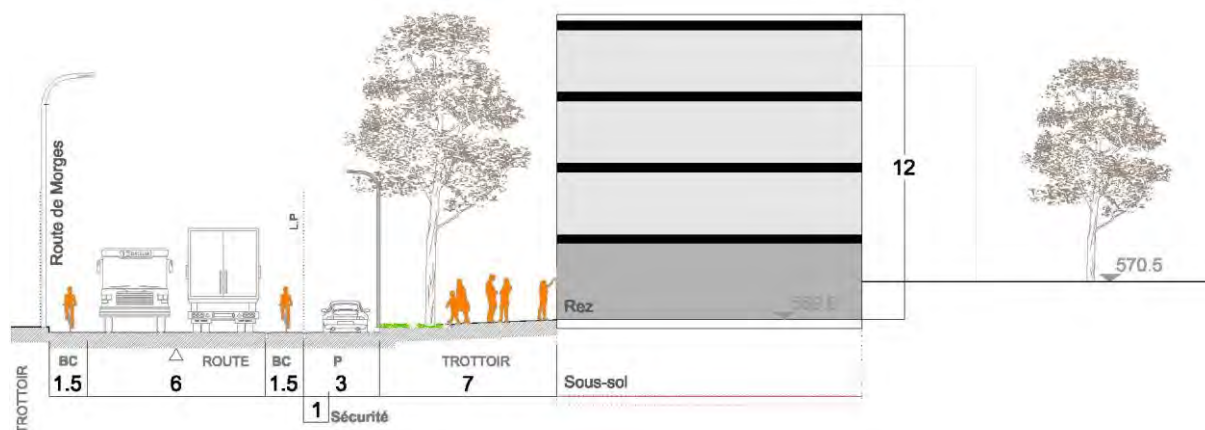 Route de Morges
L.P
12
570.5
Rez
BC
ROUTE
BC
P
TROTTOIR
1.5
6
1.5
3
7
Sous-sol
TROTTOIR
1
Sécurité